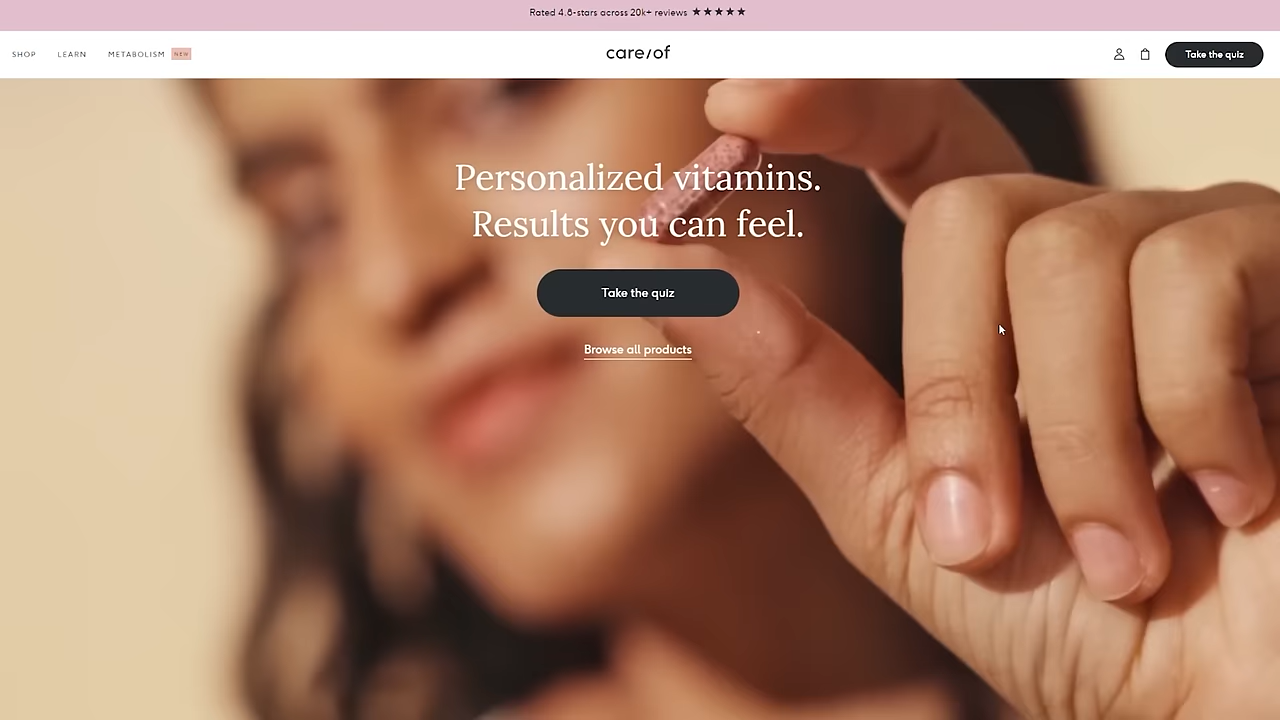 Rated 4.8-stars across 20k+ reviews ★★★★★
SHOP LEARN METABOLISM NEW
care/of
Take the quiz
Personalized vitamins.
Results you can feel.
Take the quiz
Browse all products